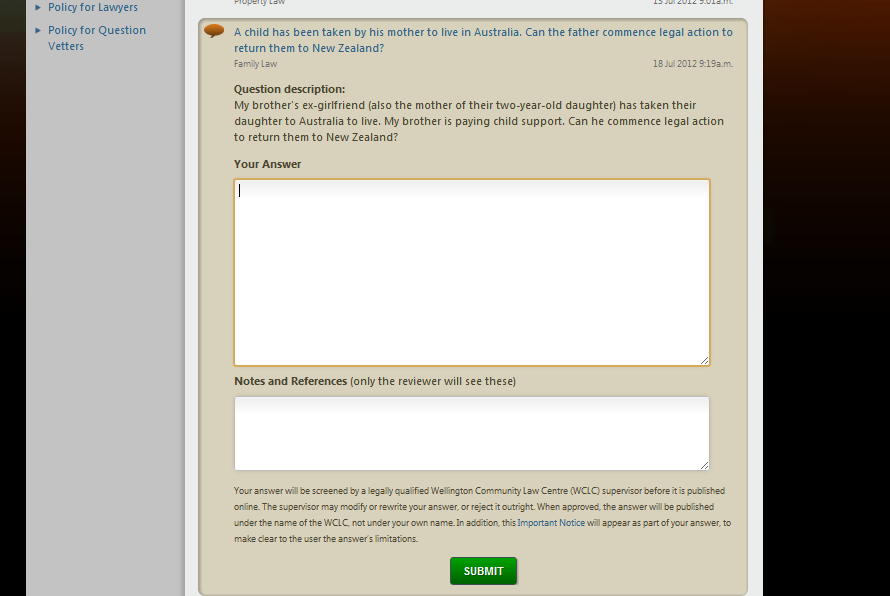 Policy for Lawyers
Policy for Question
Vetters
Property Law
13 Jul 2012 9:01a.m.
A child has been taken by his mother to live in Australia. Can the father commence legal action to
return them to New Zealand?
Family Law
18 Jul 2012 9:19a.m.
Question description:
My brother's ex-girlfriend (also the mother of their two-year-old daughter) has taken their
daughter to Australia to live. My brother is paying child support. Can he commence legal action
to return them to New Zealand?
Your Answer
Notes and References (only the reviewer will see these)
Your answer will be screened by a legally qualified Wellington Community Law Centre (WCLC) supervisor before it is published
online. The supervisor may modify or rewrite your answer, or reject it outright. When approved, the answer will be published
under the name of the WCLC, not under your own name. In addition, this Important Notice will appear as part of your answer, to
make clear to the user the answer's limitations.
SUBMIT